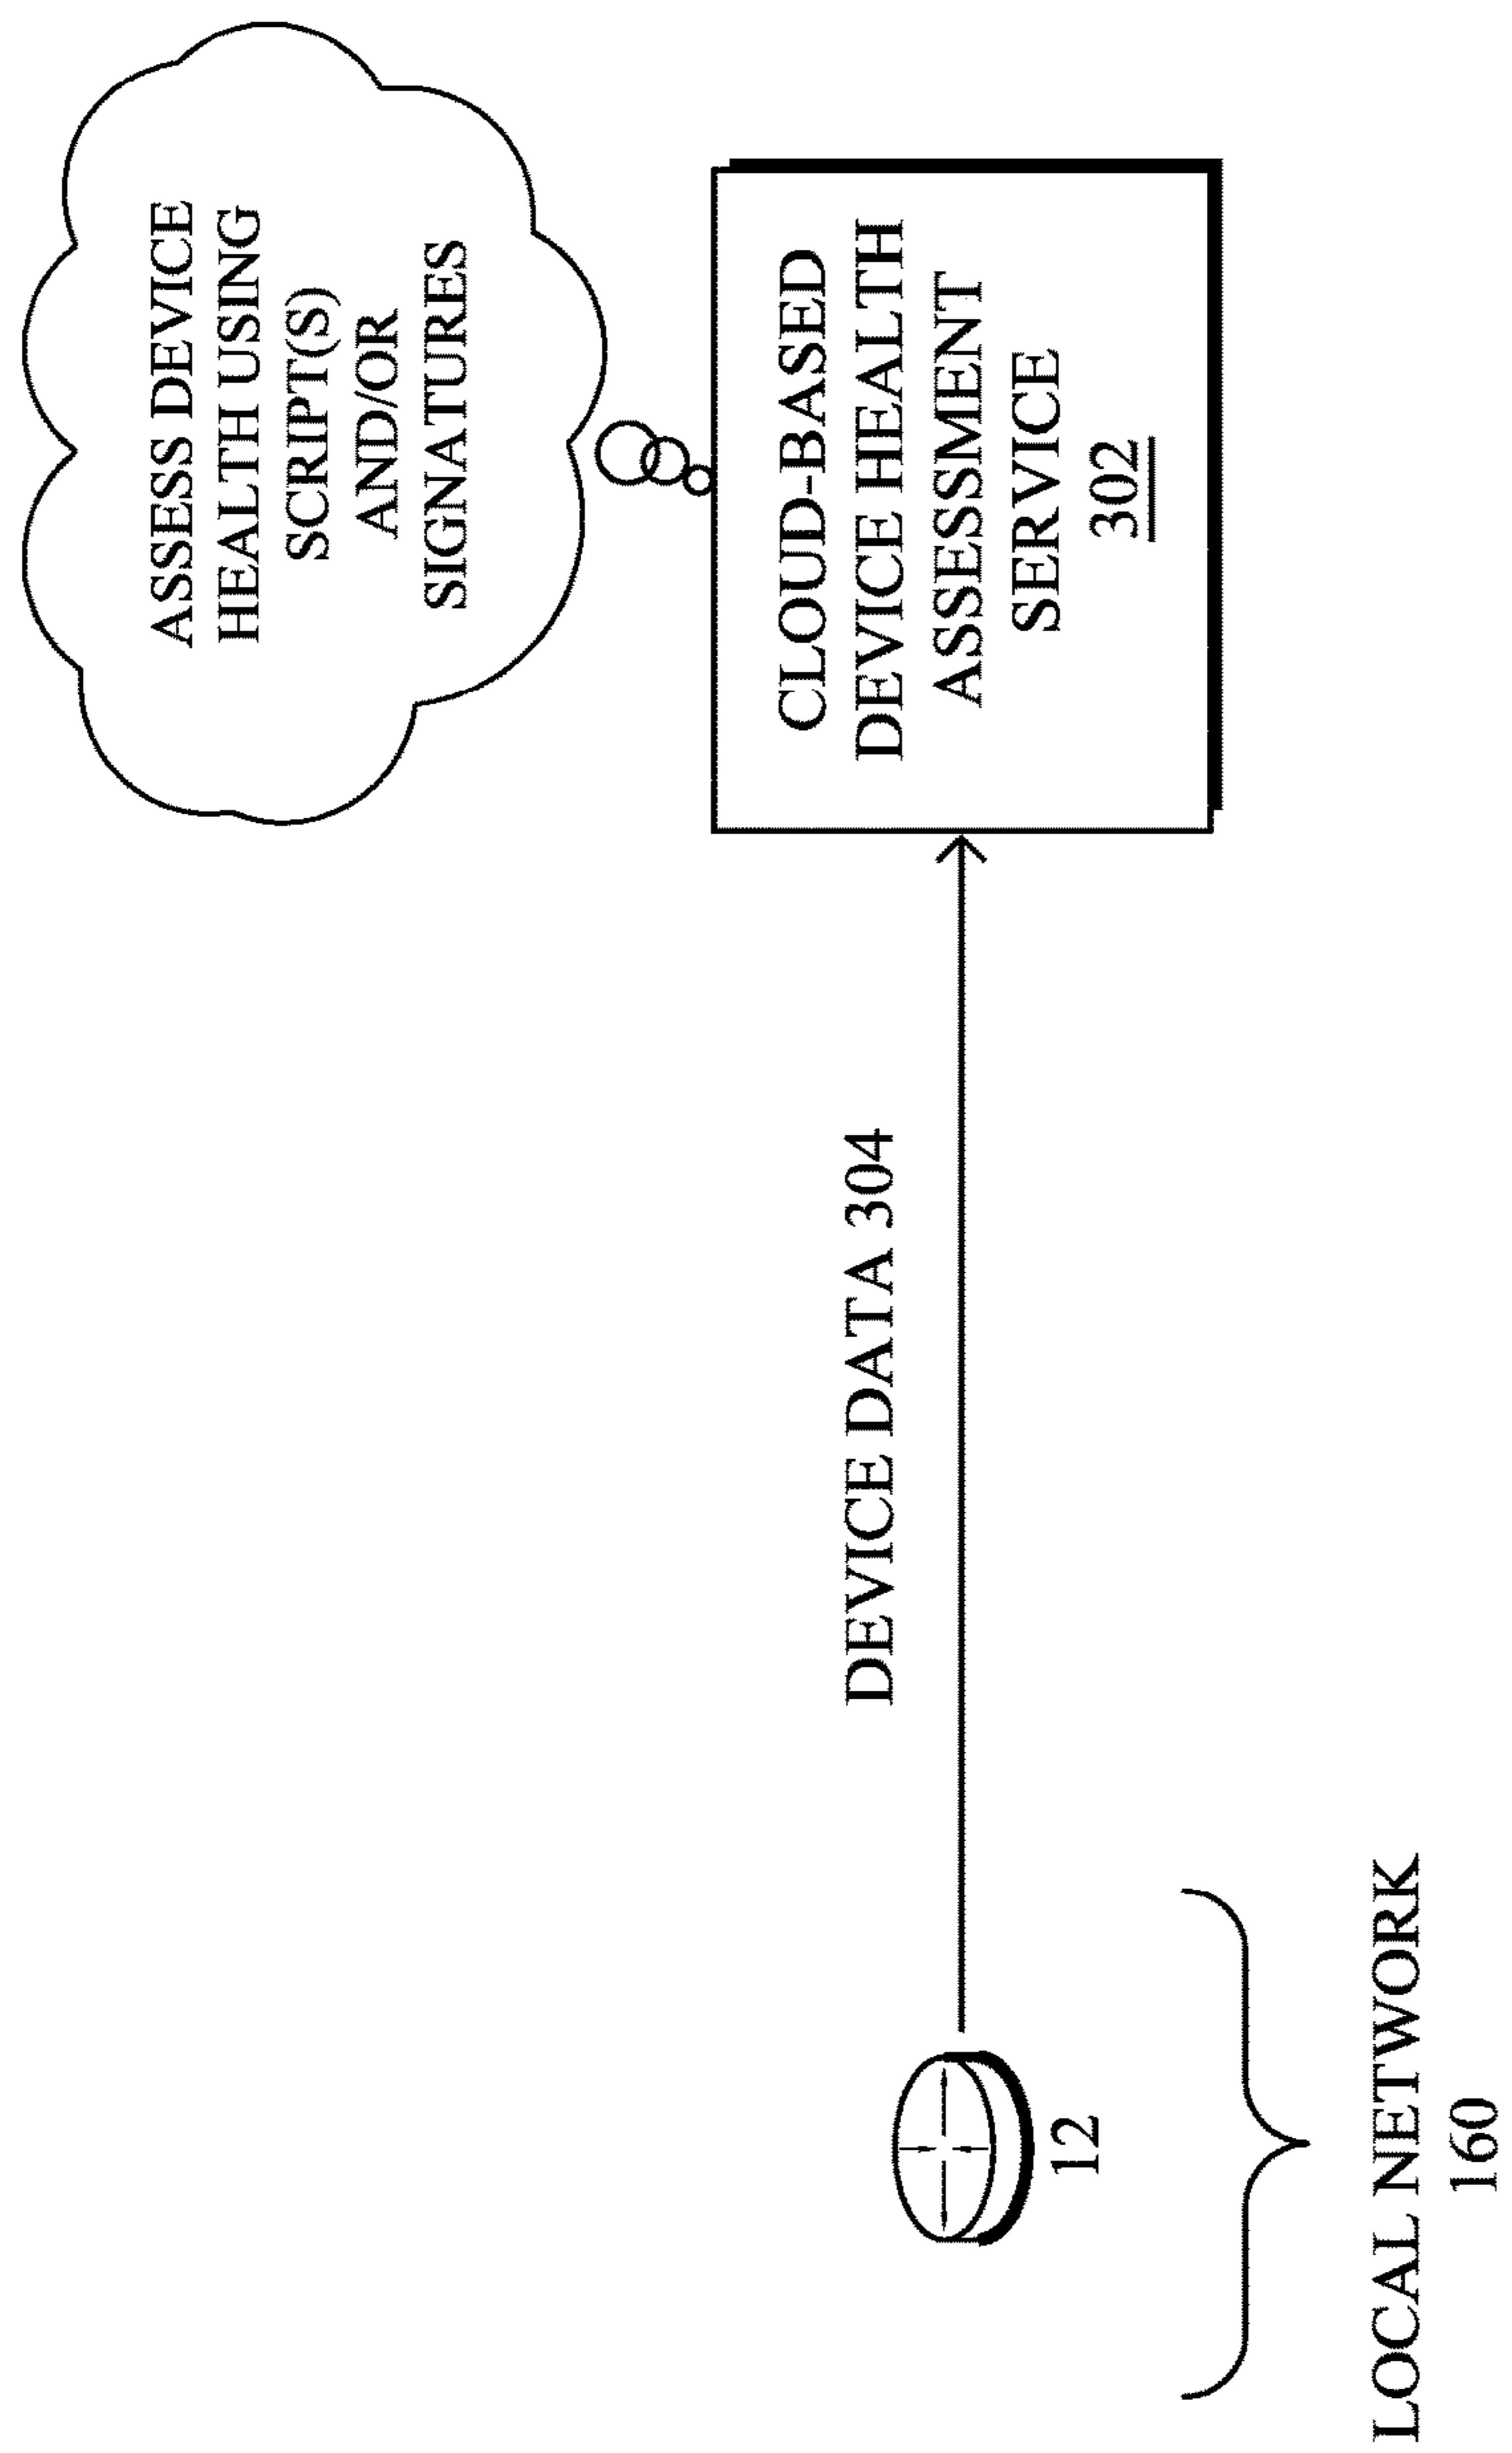 ASSESS DEVICE
HEALTH USING
SCRIPT(S)
AND/OR
SIGNATURES
CLOUD-BASED
DEVICE HEALTH
ASSESSMENT
SERVICE
302
DEVICE DATA 304
12
LOCAL NETWORK
160